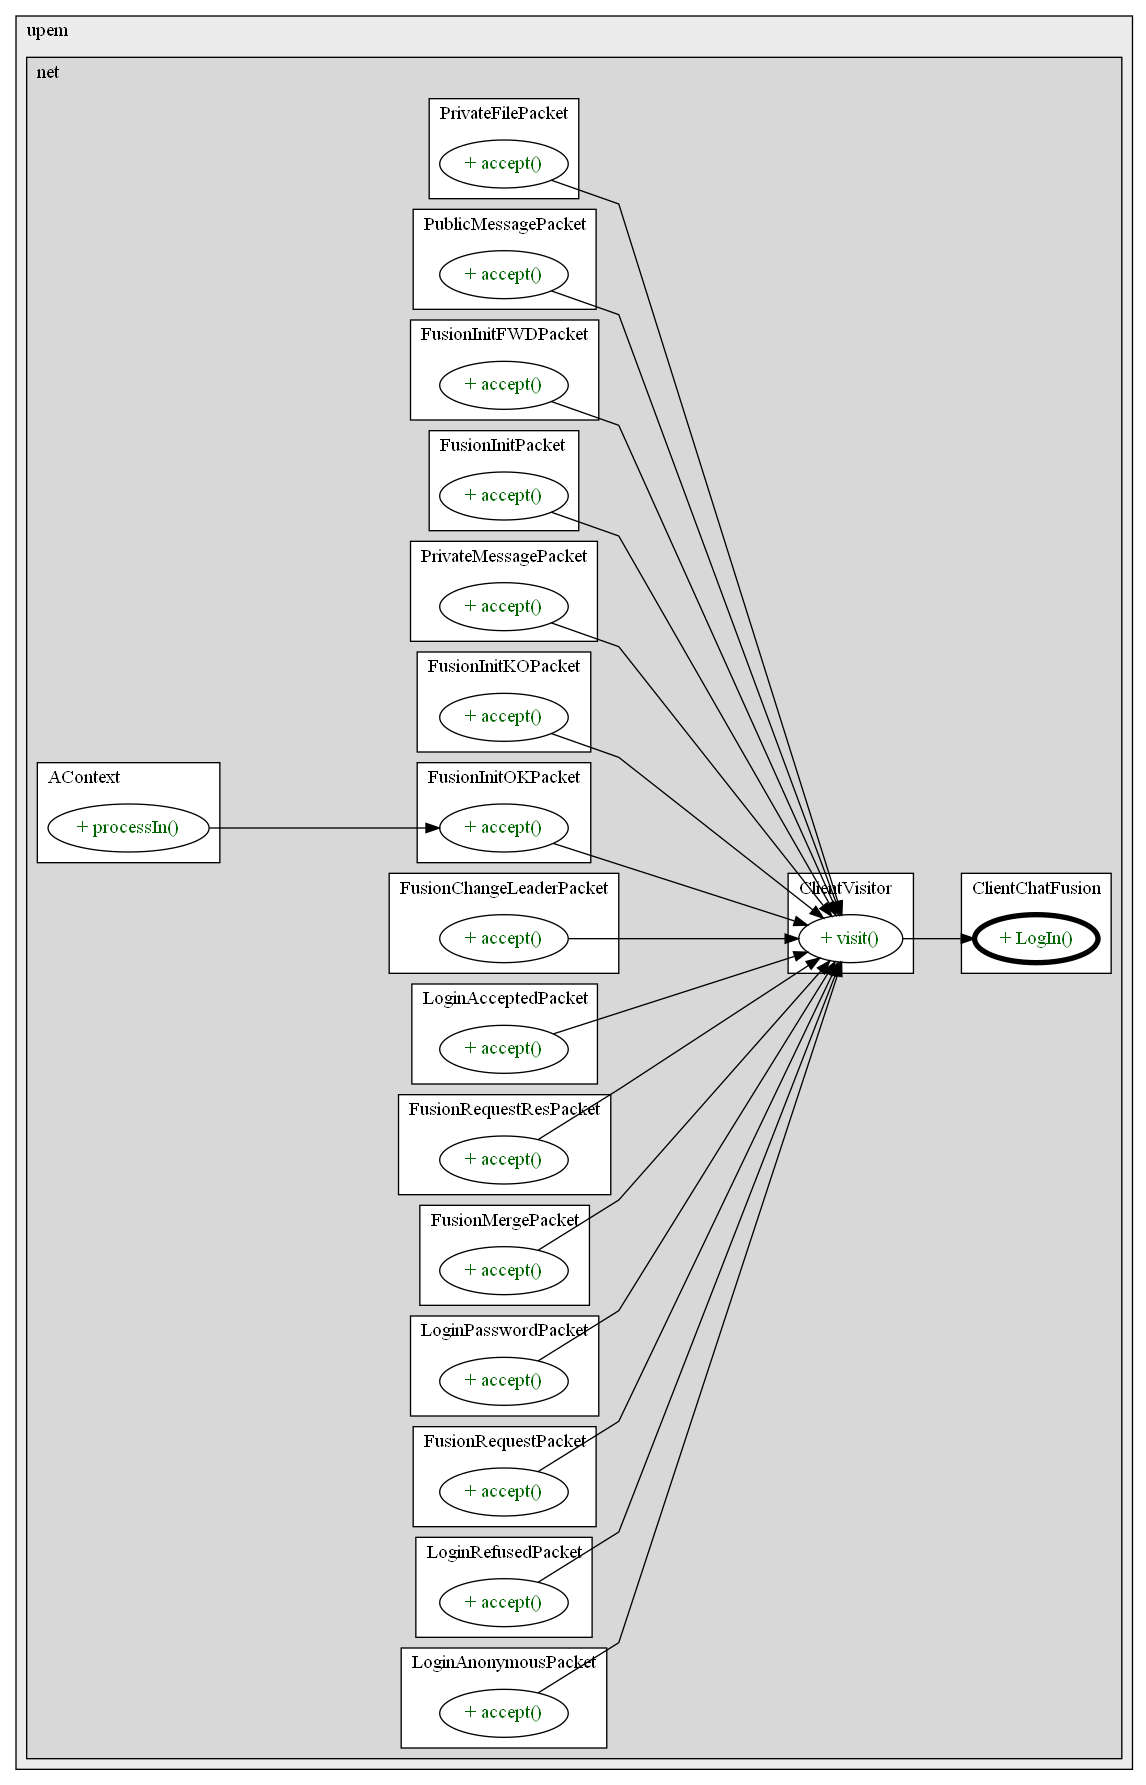 upem
net
PrivateFilePacket
+ accept()
PublicMessagePacket
+ accept()
FusionInitFWDPacket
+ accept()
FusionInitPacket
+ accept()
PrivateMessagePacket
+ accept()
FusionInitKOPacket
+ accept()
AContext
+ processIn()
FusionInitOKPacket
+ accept()
FusionChangeLeaderPacket
+ accept()
ClientVisitor
+ visit()
ClientChatFusion
+ LogIn()
LoginAcceptedPacket
+ accept()
FusionRequestResPacket
+ accept()
FusionMergePacket
+ accept()
LoginPasswordPacket
+ accept()
FusionRequestPacket
+ accept()
LoginRefusedPacket
+ accept()
LoginAnonymousPacket
+ accept()